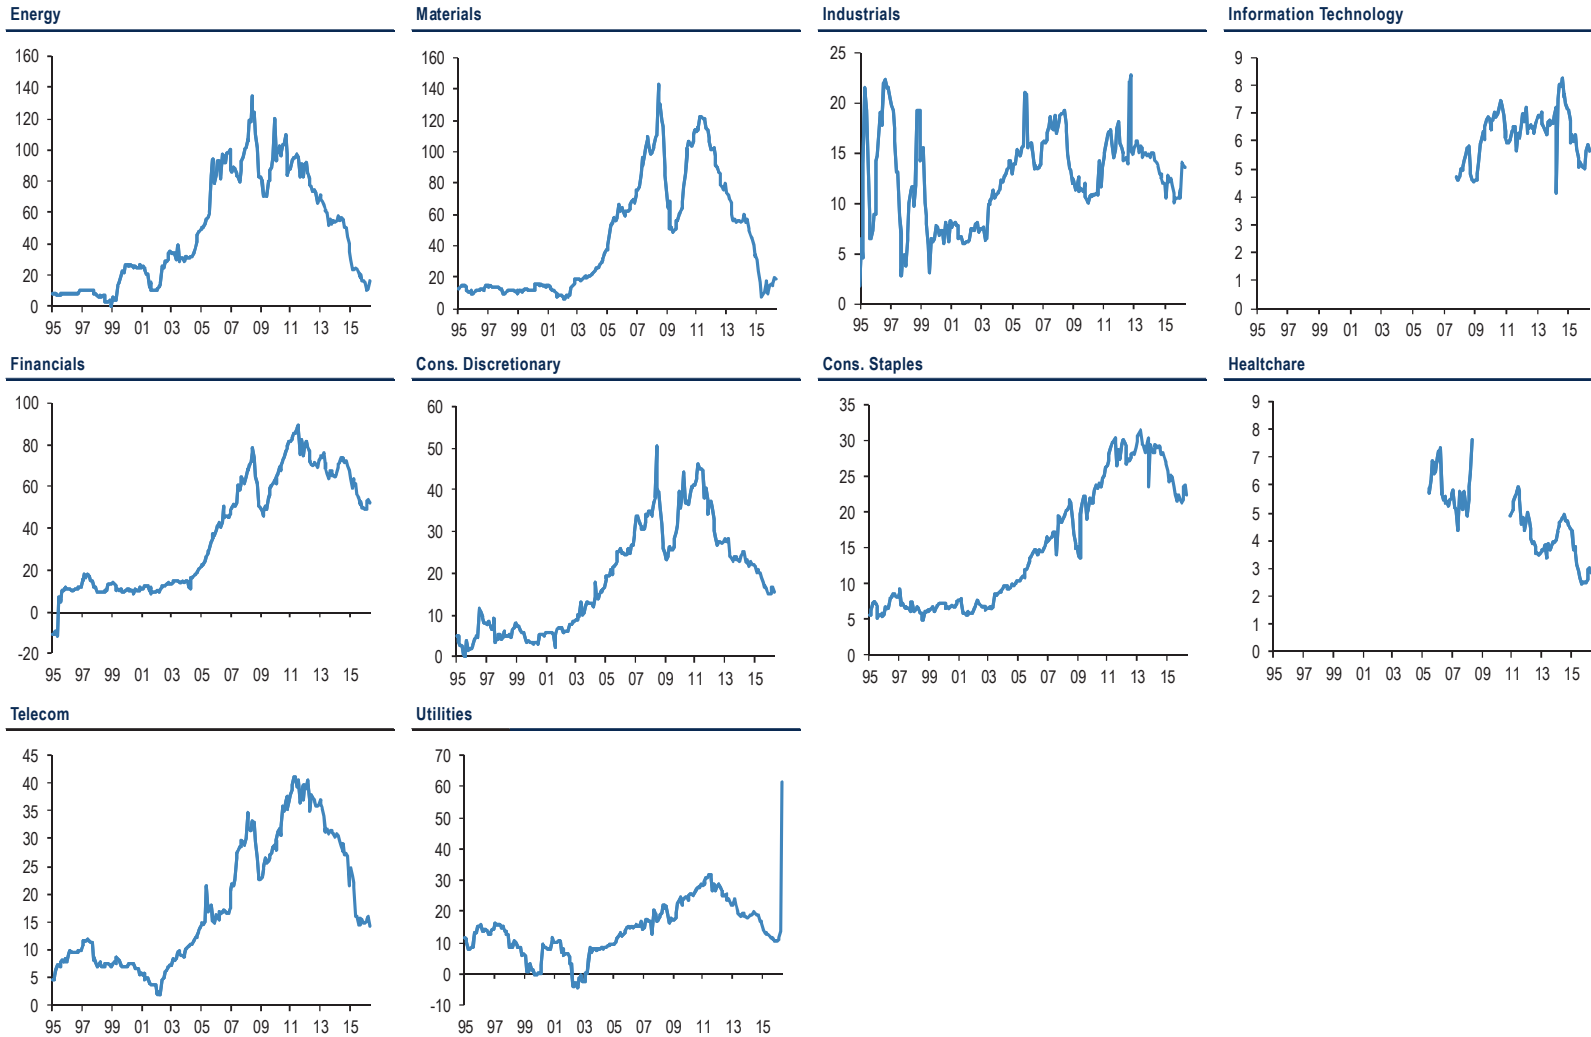 Energy Materials Industrials Information Technology
160 160 25 9
140 140 20 8
120 120 15 7
100 100 10 6
80 80 5 5
60 60 0 4
40 40 3
20 20 2
0 0 1
0
95 97 99 01 03 05 07 09 11 13 15 95 97 99 01 03 05 07 09 11 13 15 95 97 99 01 03 05 07 09 11 13 15 95 97 99 01 03 05 07 09 11 13 15
Financials Cons. Discretionary Cons. Staples Healtchare
100 60 35 9
80 50 30 8
60 40 25 7
40 30 20 6
20 20 15 5
0 10 10 4
-20 0 5 3
0 2
1
0
95 97 99 01 03 05 07 09 11 13 15 95 97 99 01 03 05 07 09 11 13 15 95 97 99 01 03 05 07 09 11 13 15 95 97 99 01 03 05 07 09 11 13 15
Telecom Utilities
45 70
40 60
35 50
30 40
25 30
20 20
15 10
10 0
5 -10
0
95 97 99 01 03 05 07 09 11 13 15 95 97 99 01 03 05 07 09 11 13 15